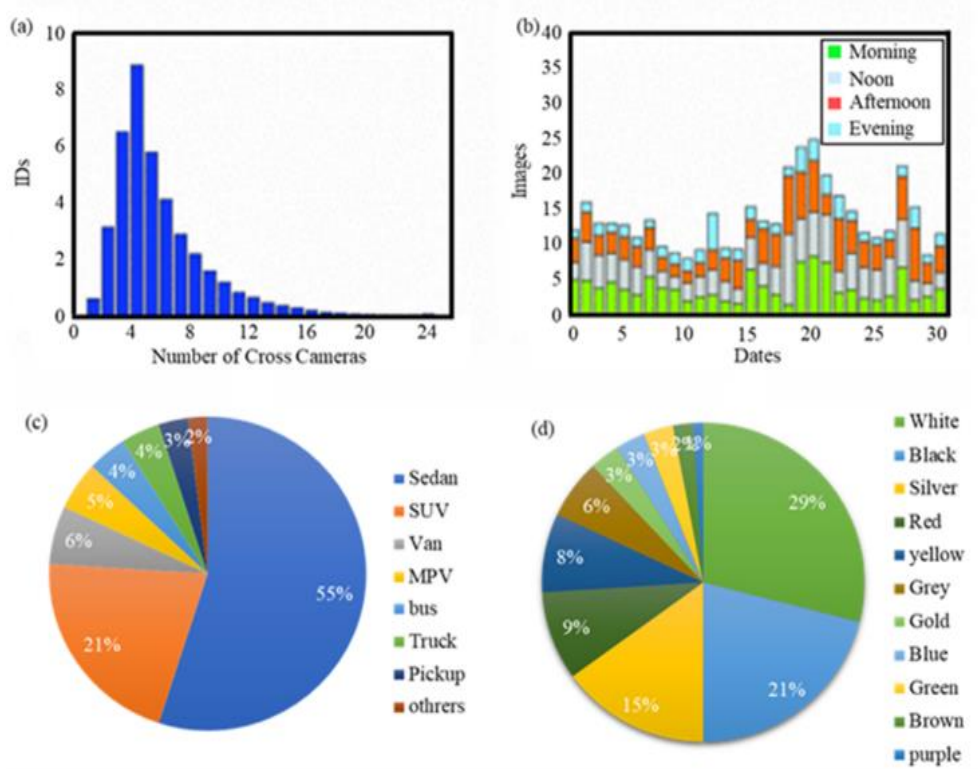 (a)
10
8
6
4
2
0
IDs
0 4 8 12 16 20 24
Number of Cross Cameras
(b)
40
35
30
25
20
15
10
5
0
Images
Morning
Noon
Afternoon
Evening
0 5 10 15 20 25 30
Dates
(c)
55%
21%
6%
5%
4%
4%
3%
2%
Sedan
SUV
Van
MPV
bus
Truck
Pickup
othrers
(d)
29%
21%
15%
9%
8%
6%
3%
3%
3%
2%
1%
White
Black
Silver
Red
yellow
Grey
Gold
Blue
Green
Brown
purple